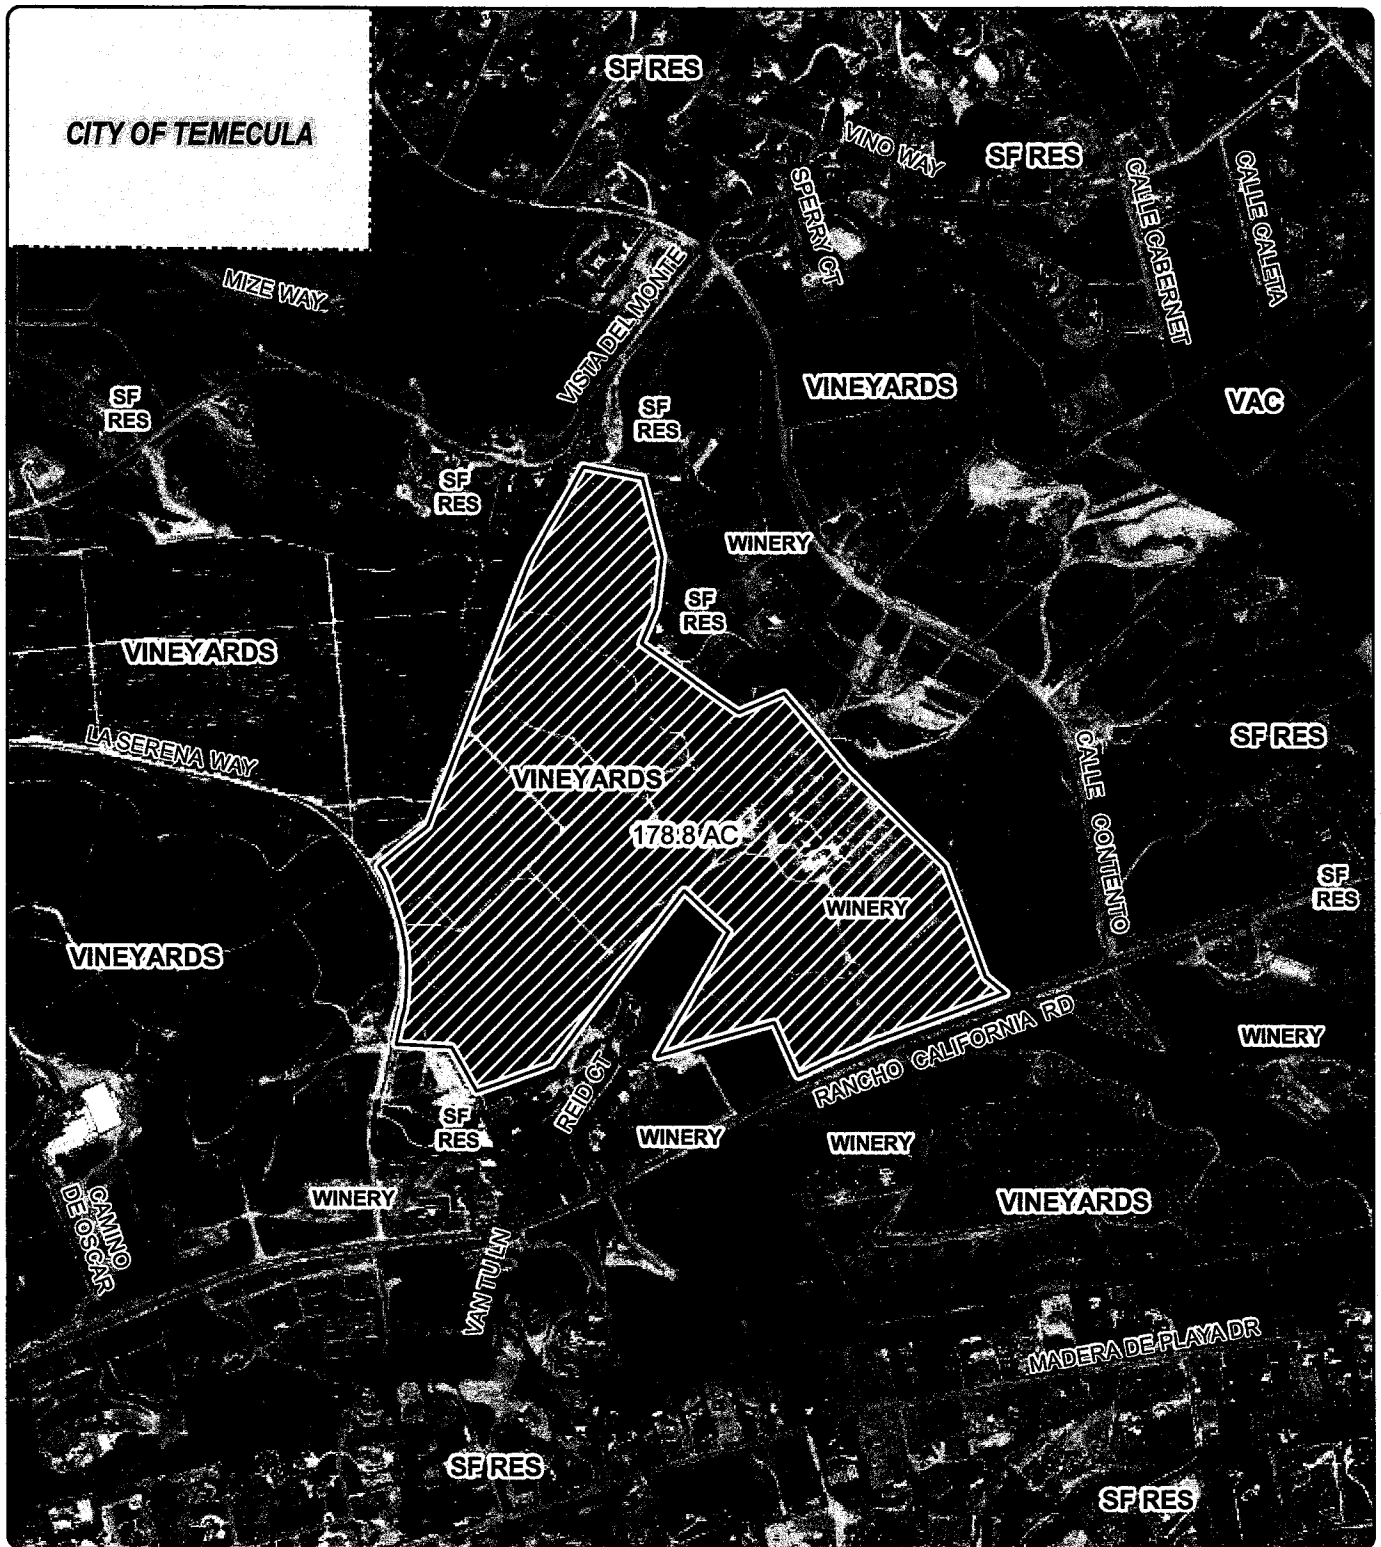 SF RES
CITY OF TEMECULA
VINO WAY
SF RES
SPERRY CT
CALLE CABERNET
CALLE CALETA
MIZE WAY
VISTA DEL MONTE
VINEYARDS
SF
RES
SF
RES
VAC
SF
RES
WINERY
SF
RES
VINEYARDS
LA SERENA WAY
SF RES
VINEYARDS
CALLE CONTENTO
178.8 AC
SF
RES
WINERY
VINEYARDS
RANCHO CALIFORNIA RD
WINERY
REID CT
SF
RES
WINERY
WINERY
CAMINO
DE OSCAR
WINERY
VINEYARDS
VAN TU LN
MADERA DE PLAYA DR
SF RES
SF RES